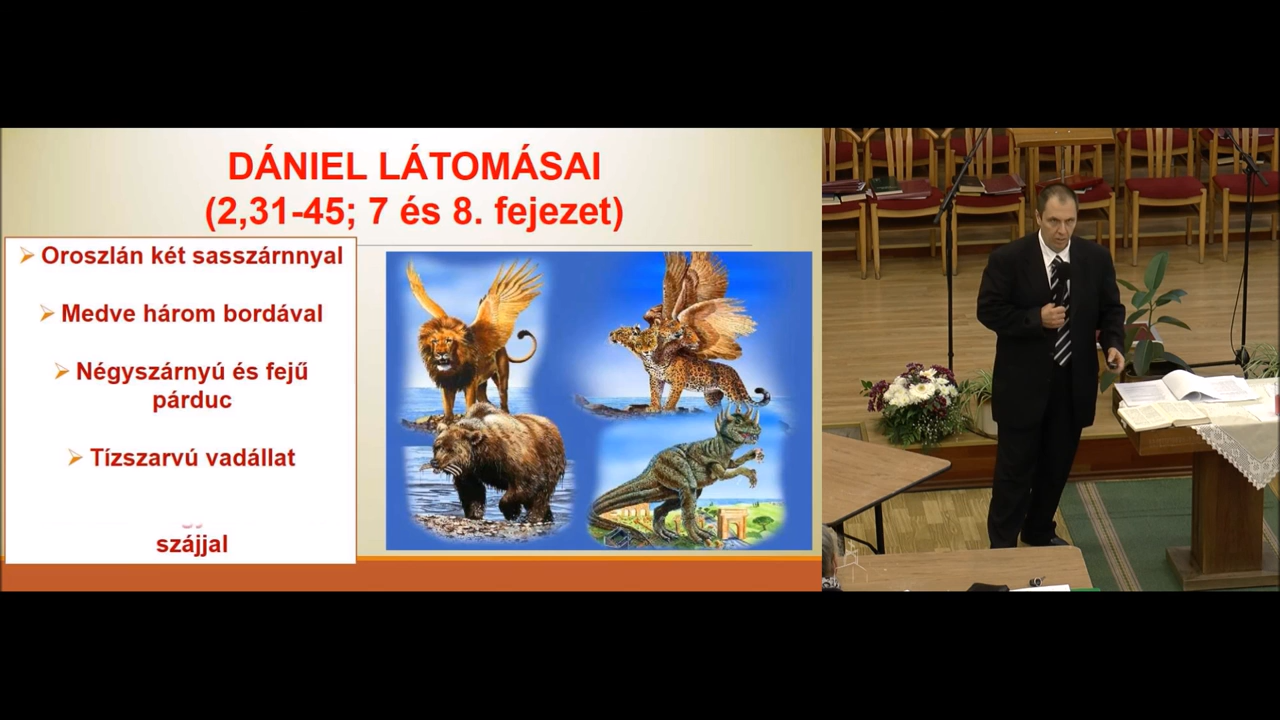 DÁNIEL LÁTOMÁSAI
(2,31-45; 7 és 8. fejezet)
Oroszlán két sasszárnnyal
Medve három bordával
Négyszárnyú és fejű
párduc
Tízszarvú vadállat
szájjal